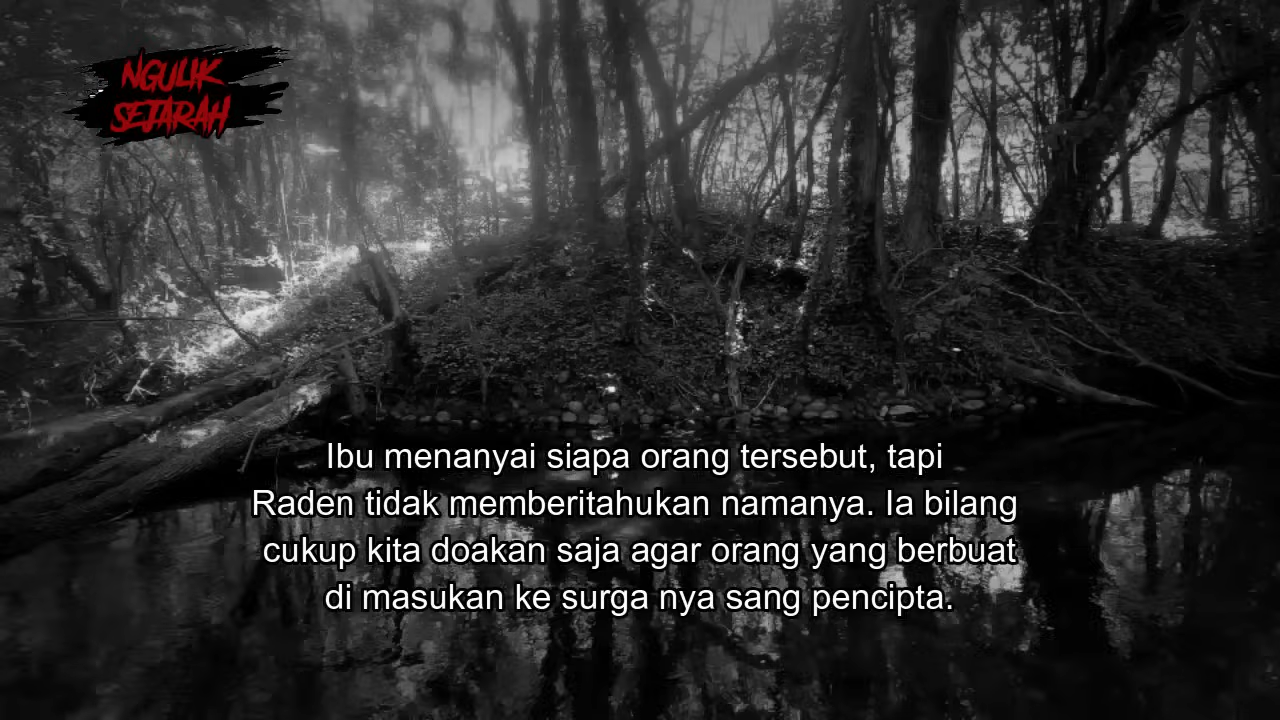 NGULIK
SEJARAH
Ibu menanyai siapa orang tersebut, tapi
Raden tidak memberitahukan namanya. Ia bilang
cukup kita doakan saja agar orang yang berbuat
di masukan ke surga nya sang pencipta.